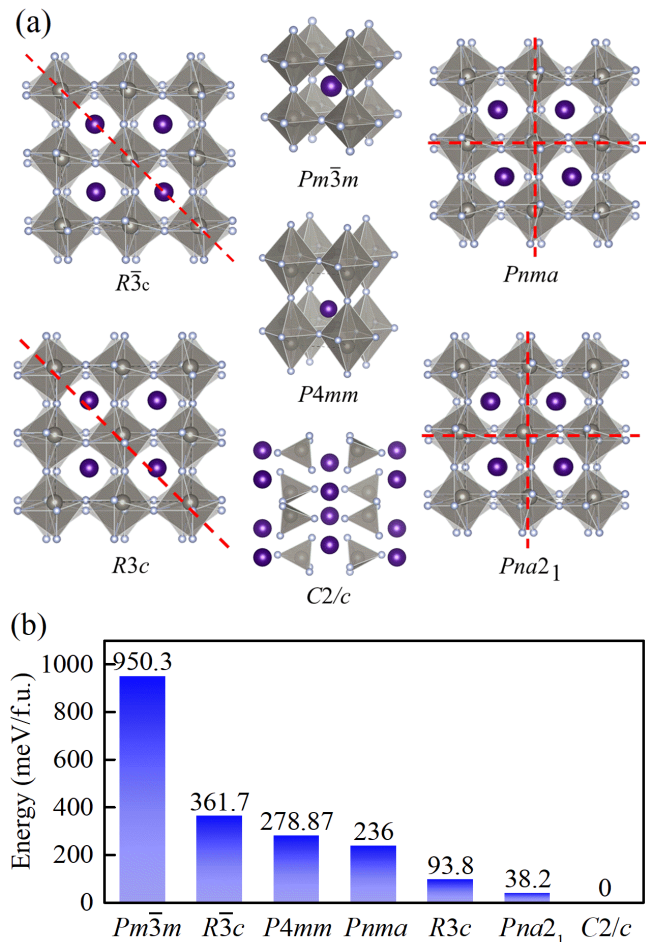 (a)
Pm3̅m
R3̅c
Pnma
P4mm
R3c
Pna2₁
C2/c
(b)
Energy (meV/f.u.)
1000
800
600
400
200
0
950.3
361.7
278.87
236
93.8
38.2
0
Pm3̅m R3̅c P4mm Pnma R3c Pna2₁ C2/c